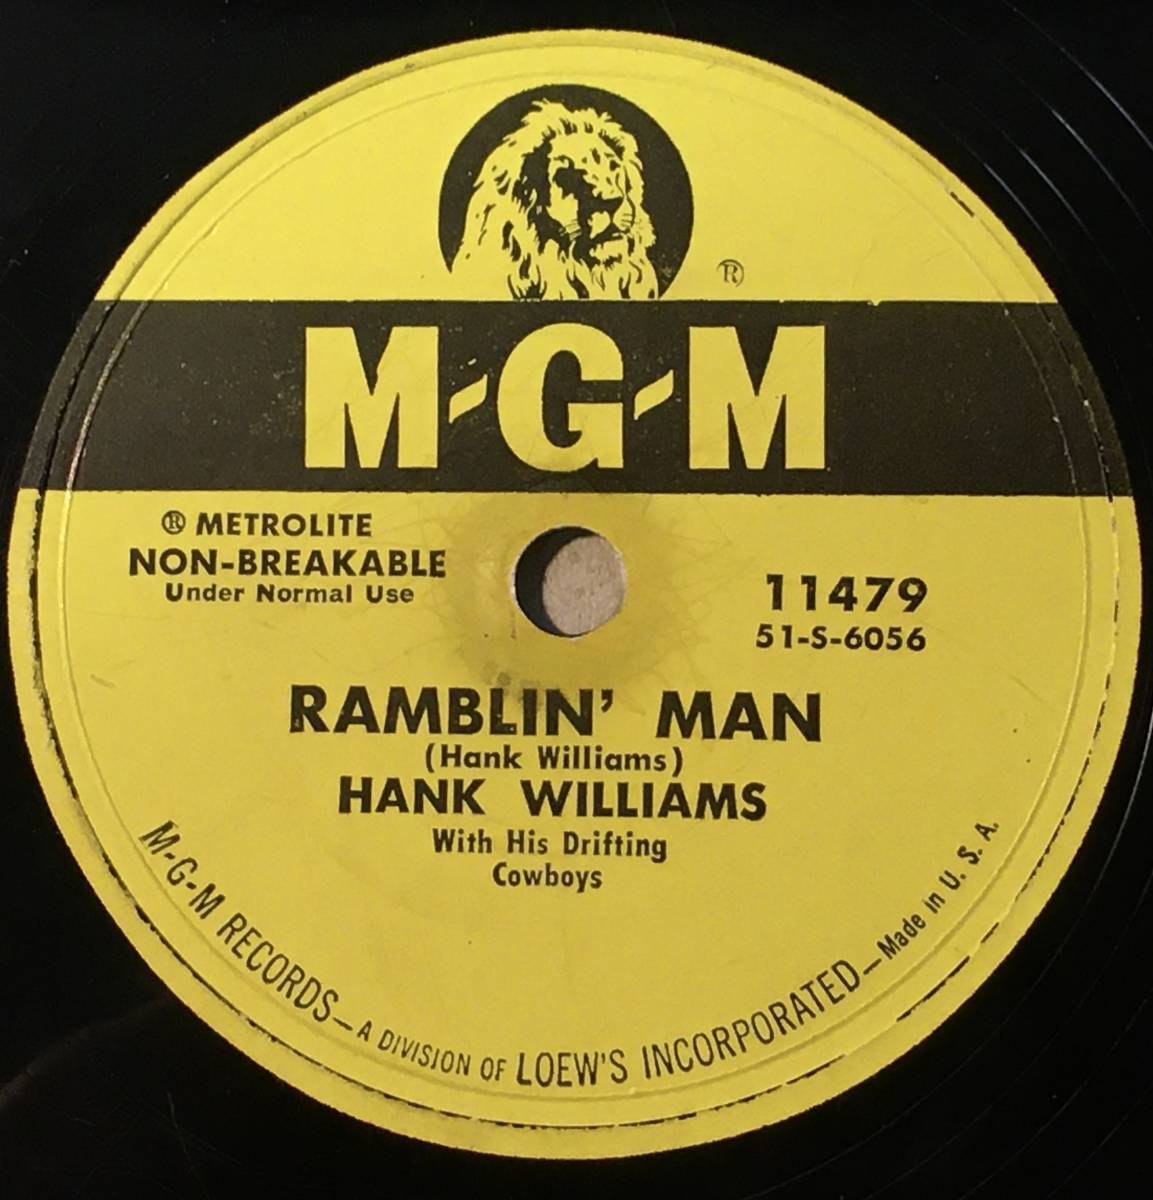 ®
M-G-M
® METROLITE
NON-BREAKABLE
Under Normal Use
11479
51-S-6056
RAMBLIN' MAN
(Hank Williams)
HANK WILLIAMS
With His Drifting
Cowboys
M-G-M RECORDS—A DIVISION OF LOEW'S INCORPORATED—Made in U. S. A.